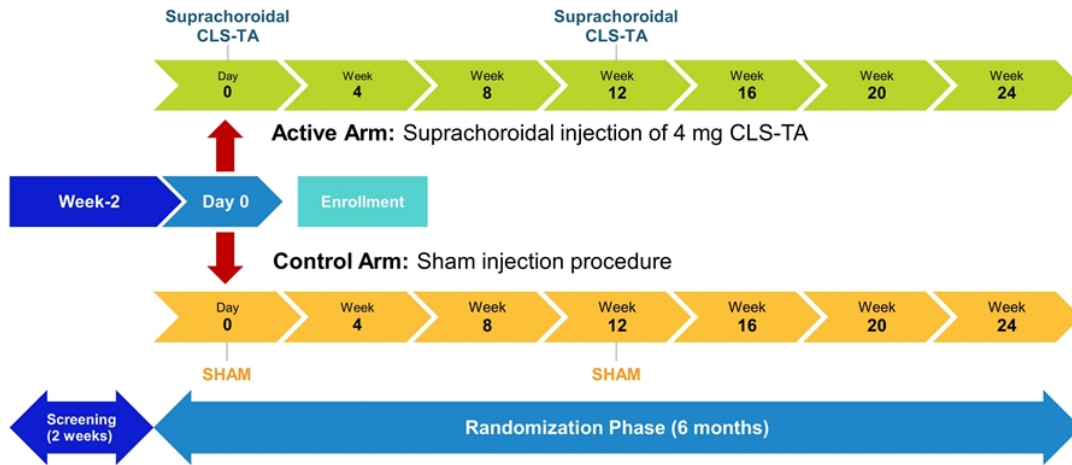 Suprachoroidal
CLS-TA
Suprachoroidal
CLS-TA
Day
0
Week
4
Week
8
Week
12
Week
16
Week
20
Week
24
Active Arm: Suprachoroidal injection of 4 mg CLS-TA
Week-2
Day 0
Enrollment
Control Arm: Sham injection procedure
Day
0
Week
4
Week
8
Week
12
Week
16
Week
20
Week
24
SHAM
SHAM
Screening
(2 weeks)
Randomization Phase (6 months)